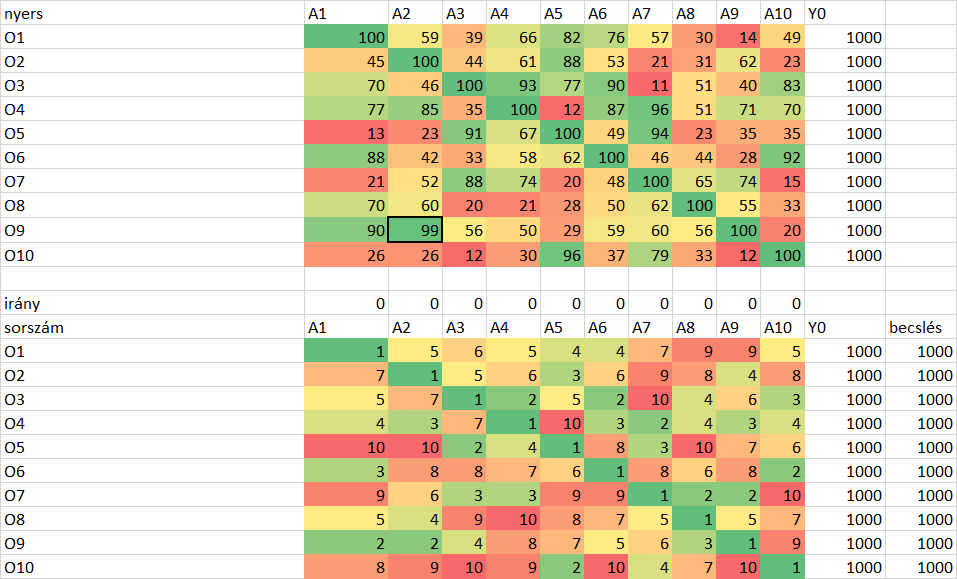 nyers A1 A2 A3 A4 A5 A6 A7 A8 A9 A10 Y0
O1 100 59 39 66 82 76 57 30 14 49 1000
O2 45 100 44 61 88 53 21 31 62 23 1000
O3 70 46 100 93 77 90 11 51 40 83 1000
O4 77 85 35 100 12 87 96 51 71 70 1000
O5 13 23 91 67 100 49 94 23 35 35 1000
O6 88 42 33 58 62 100 46 44 28 92 1000
O7 21 52 88 74 20 48 100 65 74 15 1000
O8 70 60 20 21 28 50 62 100 55 33 1000
O9 90 99 56 50 29 59 60 56 100 20 1000
O10 26 26 12 30 96 37 79 33 12 100 1000
irány 0 0 0 0 0 0 0 0 0 0
sorszám A1 A2 A3 A4 A5 A6 A7 A8 A9 A10 Y0 becslés
O1 1 5 6 5 4 4 7 9 9 5 1000 1000
O2 7 1 5 6 3 6 9 8 4 8 1000 1000
O3 5 7 1 2 5 2 10 4 6 3 1000 1000
O4 4 3 7 1 10 3 2 4 3 4 1000 1000
O5 10 10 2 4 1 8 3 10 7 6 1000 1000
O6 3 8 8 7 6 1 8 6 8 2 1000 1000
O7 9 6 3 3 9 9 1 2 2 10 1000 1000
O8 5 4 9 10 8 7 5 1 5 7 1000 1000
O9 2 2 4 8 7 5 6 3 1 9 1000 1000
O10 8 9 10 9 2 10 4 7 10 1 1000 1000